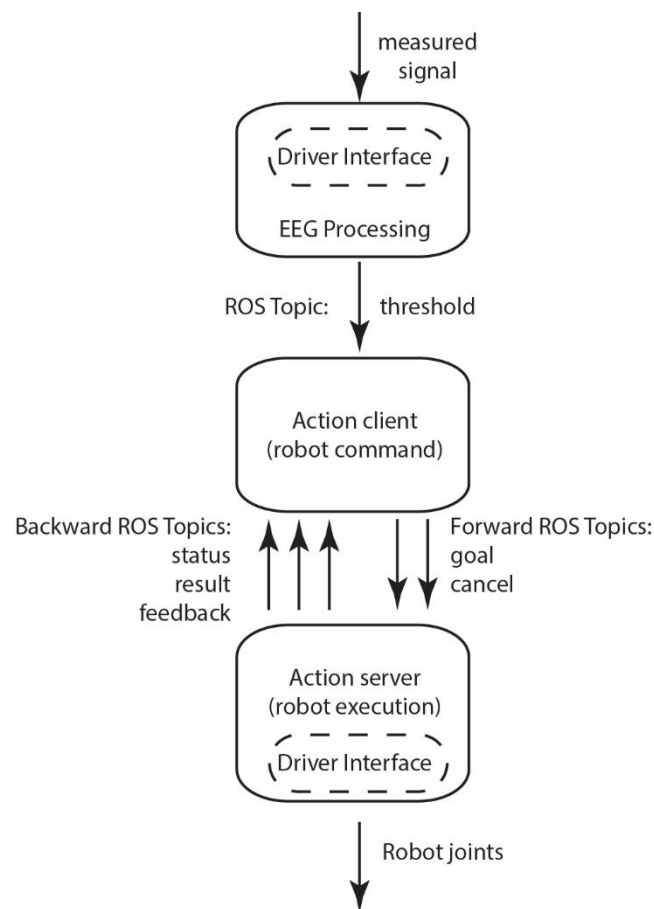 measured
signal
Driver Interface
EEG Processing
ROS Topic: threshold
Action client
(robot command)
Backward ROS Topics:
status
result
feedback
Forward ROS Topics:
goal
cancel
Action server
(robot execution)
Driver Interface
Robot joints